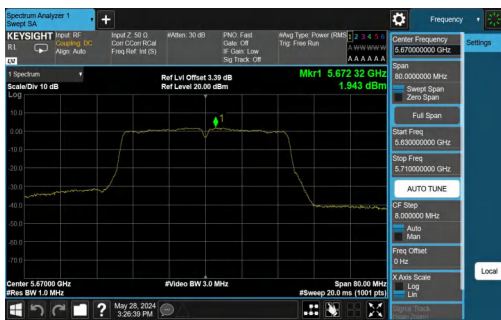 Spectrum Analyzer 1
Swept SA
Frequency
KEYSIGHT
Input: RF
Input Z: 50 Ω
#Atten: 30 dB
PNO: Fast
#Avg Type: Power (RMS
1 2 3 4 5 6
RL
Coupling: DC
Corr CCorr RCal
Gate: Off
Trig: Free Run
Align: Auto
Freq Ref: Int (S)
IF Gain: Low
A W W W W W
Sig Track: Off
A A A A A A
LVI
1 Spectrum
Ref Lvl Offset 3.39 dB
Mkr1 5.672 32 GHz
Scale/Div 10 dB
Ref Level 20.00 dBm
1.943 dBm
Log
10.0
0.00
-10.0
-20.0
-30.0
-40.0
-50.0
-60.0
-70.0
1
Center 5.67000 GHz
#Video BW 3.0 MHz
Span 80.00 MHz
#Res BW 1.0 MHz
#Sweep 20.0 ms (1001 pts)
May 28, 2024
3:26:39 PM
Center Frequency
5.670000000 GHz
Settings
Span
80.0000000 MHz
Swept Span
Zero Span
Full Span
Start Freq
5.630000000 GHz
Stop Freq
5.710000000 GHz
AUTO TUNE
CF Step
8.000000 MHz
Auto
Man
Freq Offset
0 Hz
X Axis Scale
Log
Lin
Local
Signal Track